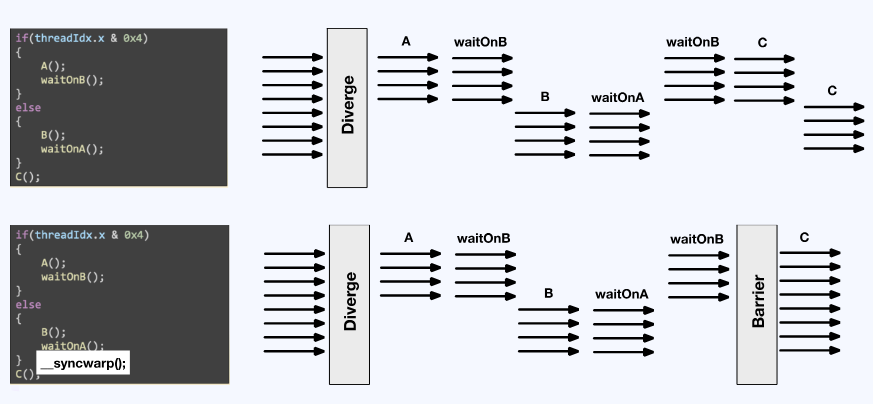 if(threadIdx.x & 0x4)
{
A();
waitOnB();
}
else
{
B();
waitOnA();
}
C();
Diverge
A
waitOnB
B
waitOnA
waitOnB
C
C
if(threadIdx.x & 0x4)
{
A();
waitOnB();
}
else
{
B();
waitOnA();
}
__syncwarp();
C();
Diverge
A
waitOnB
B
waitOnA
waitOnB
Barrier
C